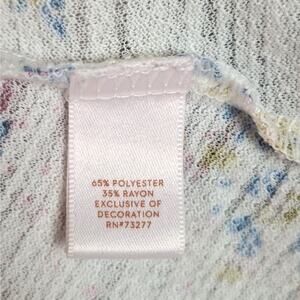 65% POLYESTER
35% RAYON
EXCLUSIVE OF
DECORATION
RN#73277